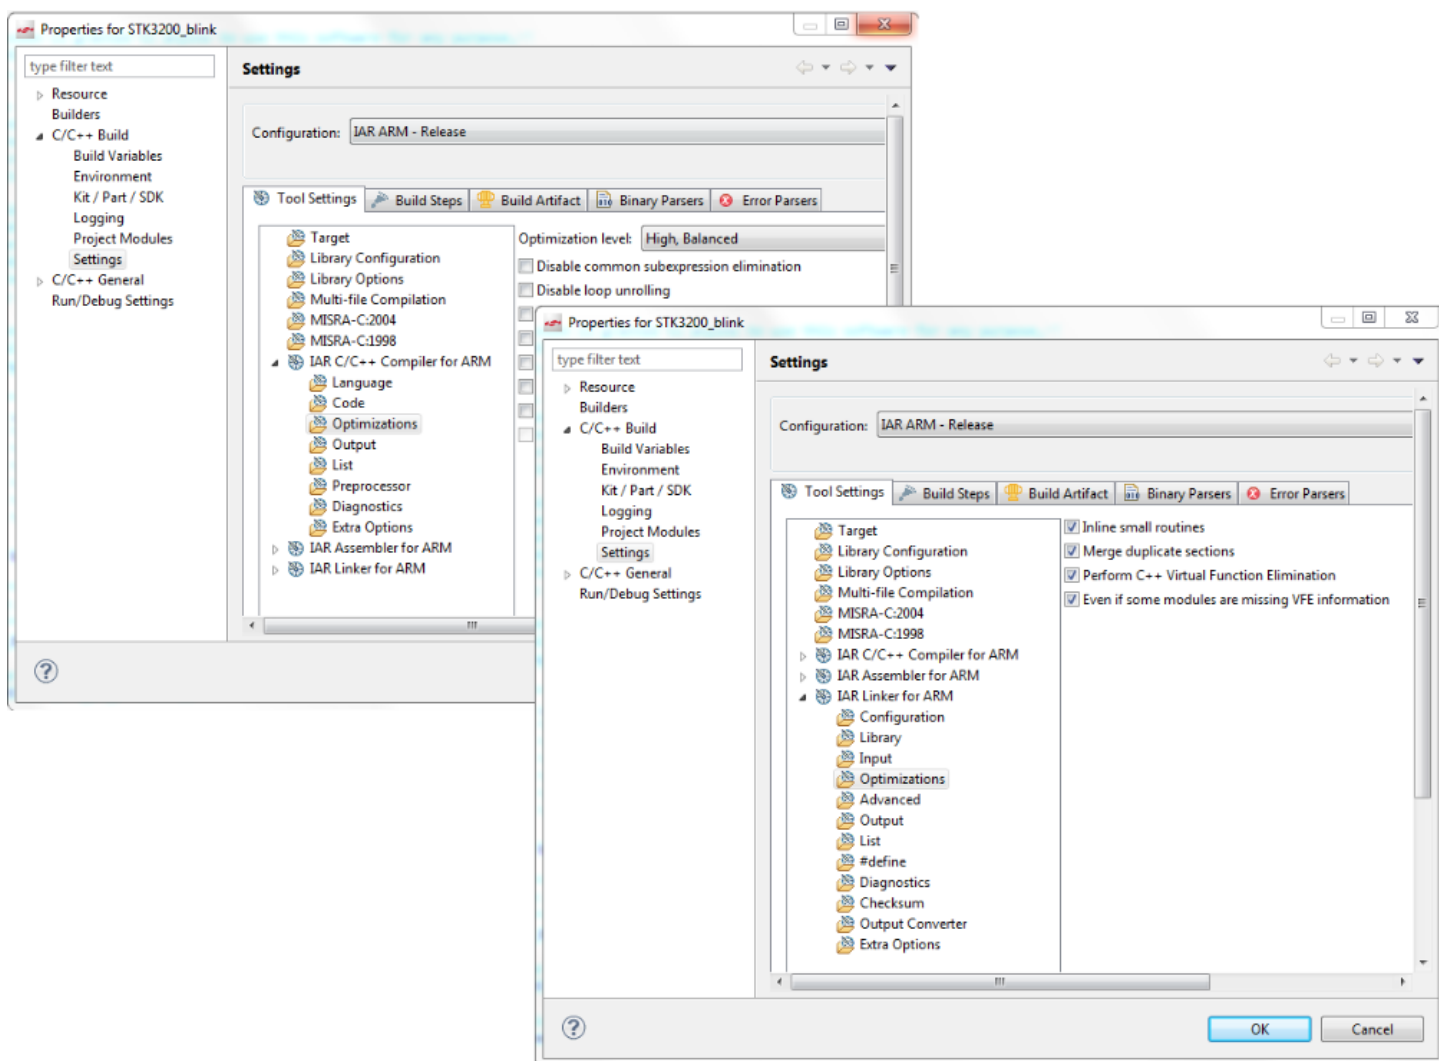 Properties for STK3200_blink
type filter text
Resource
Builders
C/C++ Build
Build Variables
Environment
Kit / Part / SDK
Logging
Project Modules
Settings
C/C++ General
Run/Debug Settings
Settings
Configuration: IAR ARM - Release
Tool Settings Build Steps Build Artifact Binary Parsers Error Parsers
Target
Library Configuration
Library Options
Multi-file Compilation
MISRA-C:2004
MISRA-C:1998
IAR C/C++ Compiler for ARM
Language
Code
Optimizations
Output
List
Preprocessor
Diagnostics
Extra Options
IAR Assembler for ARM
IAR Linker for ARM
Optimization level: High, Balanced
Disable common subexpression elimination
Disable loop unrolling
Properties for STK3200_blink
type filter text
Resource
Builders
C/C++ Build
Build Variables
Environment
Kit / Part / SDK
Logging
Project Modules
Settings
C/C++ General
Run/Debug Settings
Settings
Configuration: IAR ARM - Release
Tool Settings Build Steps Build Artifact Binary Parsers Error Parsers
Target
Library Configuration
Library Options
Multi-file Compilation
MISRA-C:2004
MISRA-C:1998
IAR C/C++ Compiler for ARM
IAR Assembler for ARM
IAR Linker for ARM
Configuration
Library
Input
Optimizations
Advanced
Output
List
#define
Diagnostics
Checksum
Output Converter
Extra Options
Inline small routines
Merge duplicate sections
Perform C++ Virtual Function Elimination
Even if some modules are missing VFE information
OK Cancel